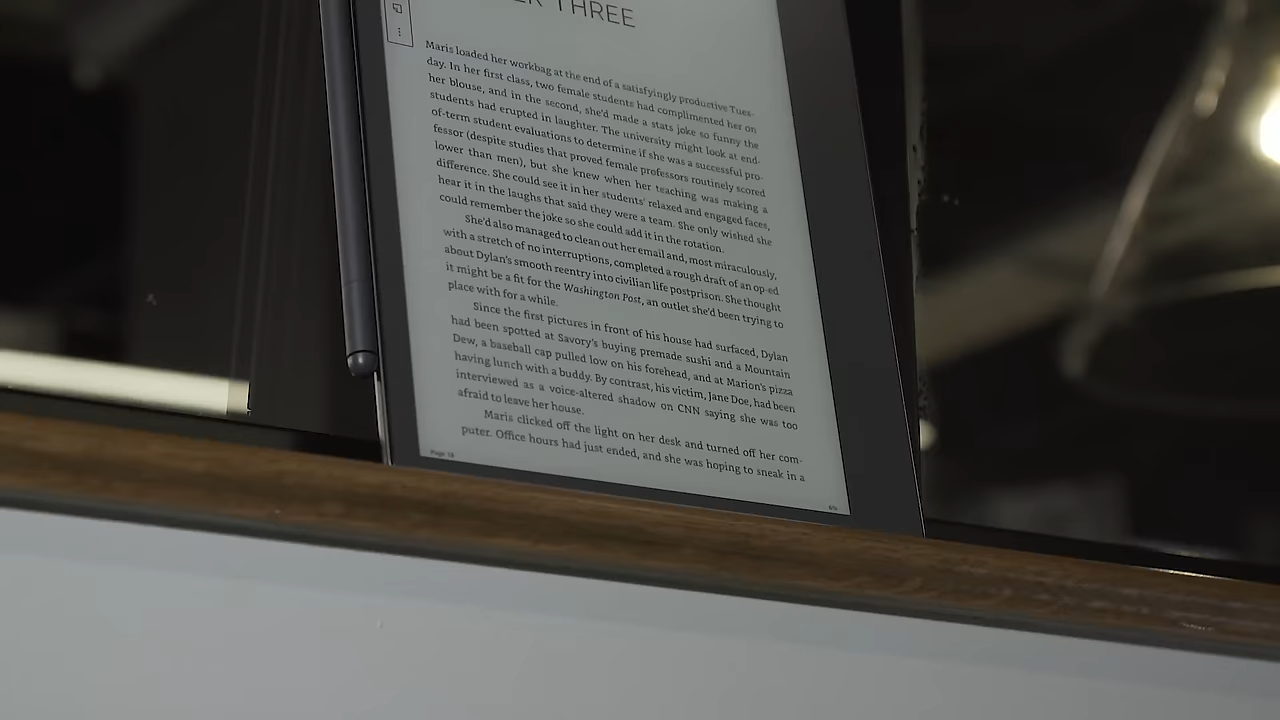 ER THREE
Maris loaded her workbag at the end of a satisfyingly productive Tues-
day. In her first class, two female students had complimented her on
her blouse, and in the second, she'd made a stats joke so funny the
students had erupted in laughter. The university might look at end-
of-term student evaluations to determine if she was a successful pro-
fessor (despite studies that proved female professors routinely scored
lower than men), but she knew when her teaching was making a
difference. She could see it in her students' relaxed and engaged faces,
hear it in the laughs that said they were a team. She only wished she
could remember the joke so she could add it in the rotation.
She'd also managed to clean out her email and, most miraculously,
with a stretch of no interruptions, completed a rough draft of an op-ed
about Dylan's smooth reentry into civilian life postprison. She thought
it might be a fit for the Washington Post, an outlet she'd been trying to
place with for a while.
Since the first pictures in front of his house had surfaced, Dylan
had been spotted at Savory's buying premade sushi and a Mountain
Dew, a baseball cap pulled low on his forehead, and at Marion's pizza
having lunch with a buddy. By contrast, his victim, Jane Doe, had been
interviewed as a voice-altered shadow on CNN saying she was too
afraid to leave her house.
Maris clicked off the light on her desk and turned off her com-
puter. Office hours had just ended, and she was hoping to sneak in a
Page 18
6%